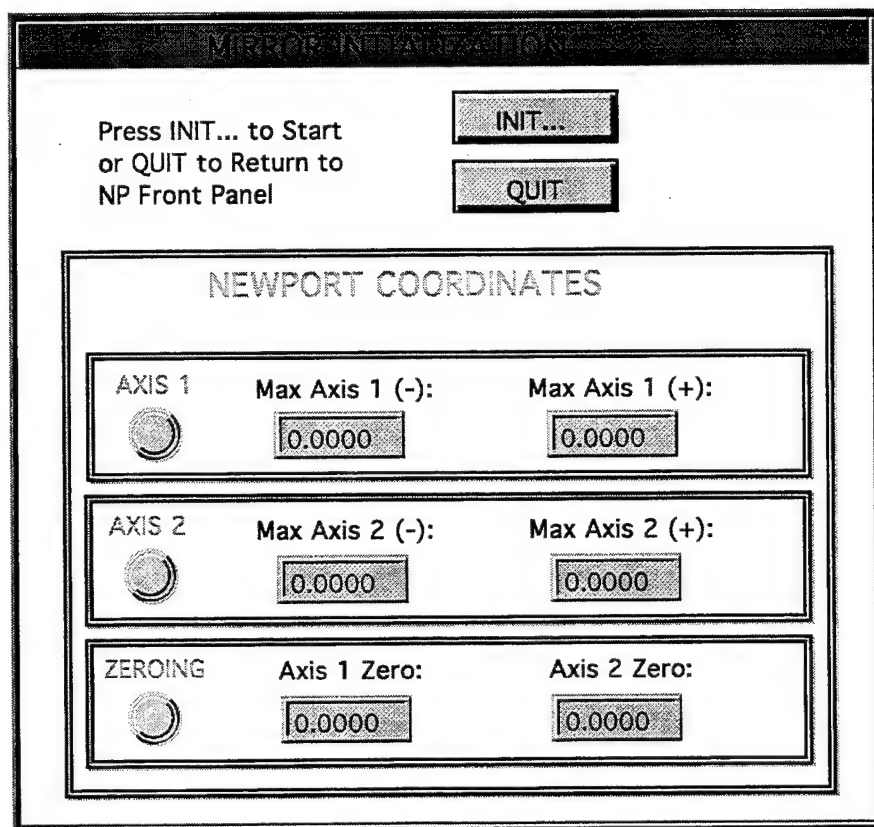 MIRROR INITIALIZATION
Press INIT... to Start
or QUIT to Return to
NP Front Panel
INIT...
QUIT
NEWPORT COORDINATES
AXIS 1
Max Axis 1 (-):
Max Axis 1 (+):
0.0000
0.0000
AXIS 2
Max Axis 2 (-):
Max Axis 2 (+):
0.0000
0.0000
ZEROING
Axis 1 Zero:
Axis 2 Zero:
0.0000
0.0000